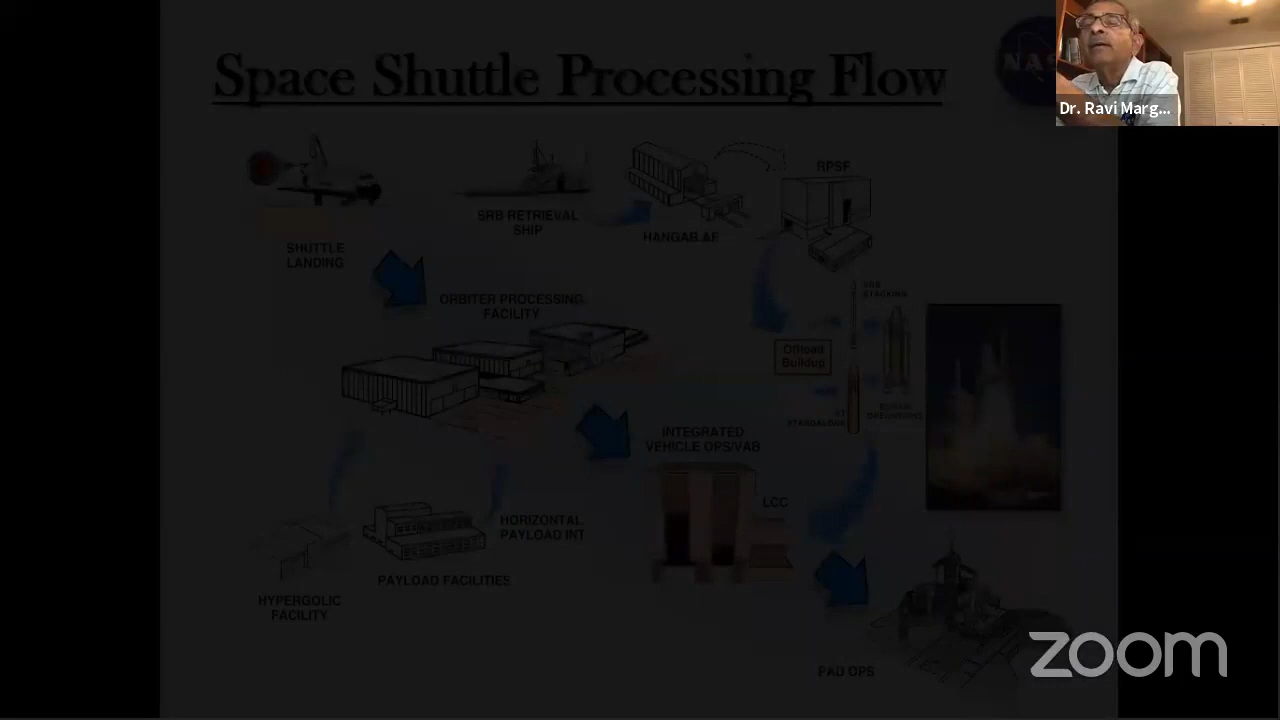 Space Shuttle Processing Flow
NASA
Dr. Ravi Marg...
RPSF
SRB RETRIEVAL
SHIP
HANGAR AF
SHUTTLE
LANDING
SRB
STACKING
ORBITER PROCESSING
FACILITY
Offload
Buildup
ET
STANDALONE
INTEGRATED
VEHICLE OPS/VAB
LCC
HORIZONTAL
PAYLOAD INT
PAYLOAD FACILITIES
HYPERGOLIC
FACILITY
PAD OPS
zoom